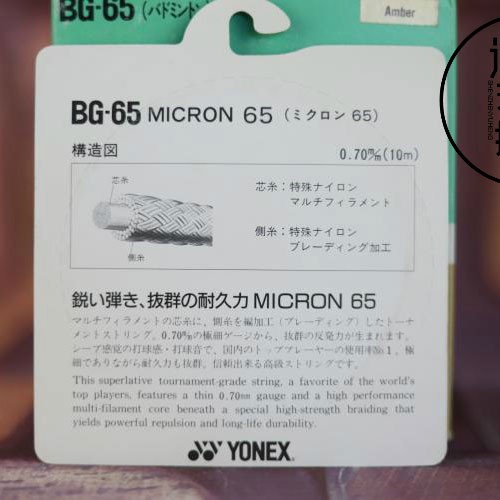 BG-65 (バドミント
Amber
BG-65 MICRON 65 (ミクロン 65)
構造図
0.70㎜(10m)
芯糸
芯糸:特殊ナイロン
マルチフィラメント
側糸:特殊ナイロン
ブレーディング加工
側糸
鋭い弾き、抜群の耐久力 MICRON 65
マルチフィラメントの芯糸に、側糸を編加工(ブレーディング)したトーナ
メントストリング。0.70㎜の極細ゲージから、抜群の反発力が生まれます。
シープ感覚の打球感・打球音で、国内のトッププレーヤーの使用率No.1。極
細でありながら耐久力も抜群、信頼出来る高級ストリングです。
This superlative tournament-grade string, a favorite of the world's
top players, features a thin 0.70㎜ gauge and a high performance
multi-filament core beneath a special high-strength braiding that
yields powerful repulsion and long-life durability.
YONEX